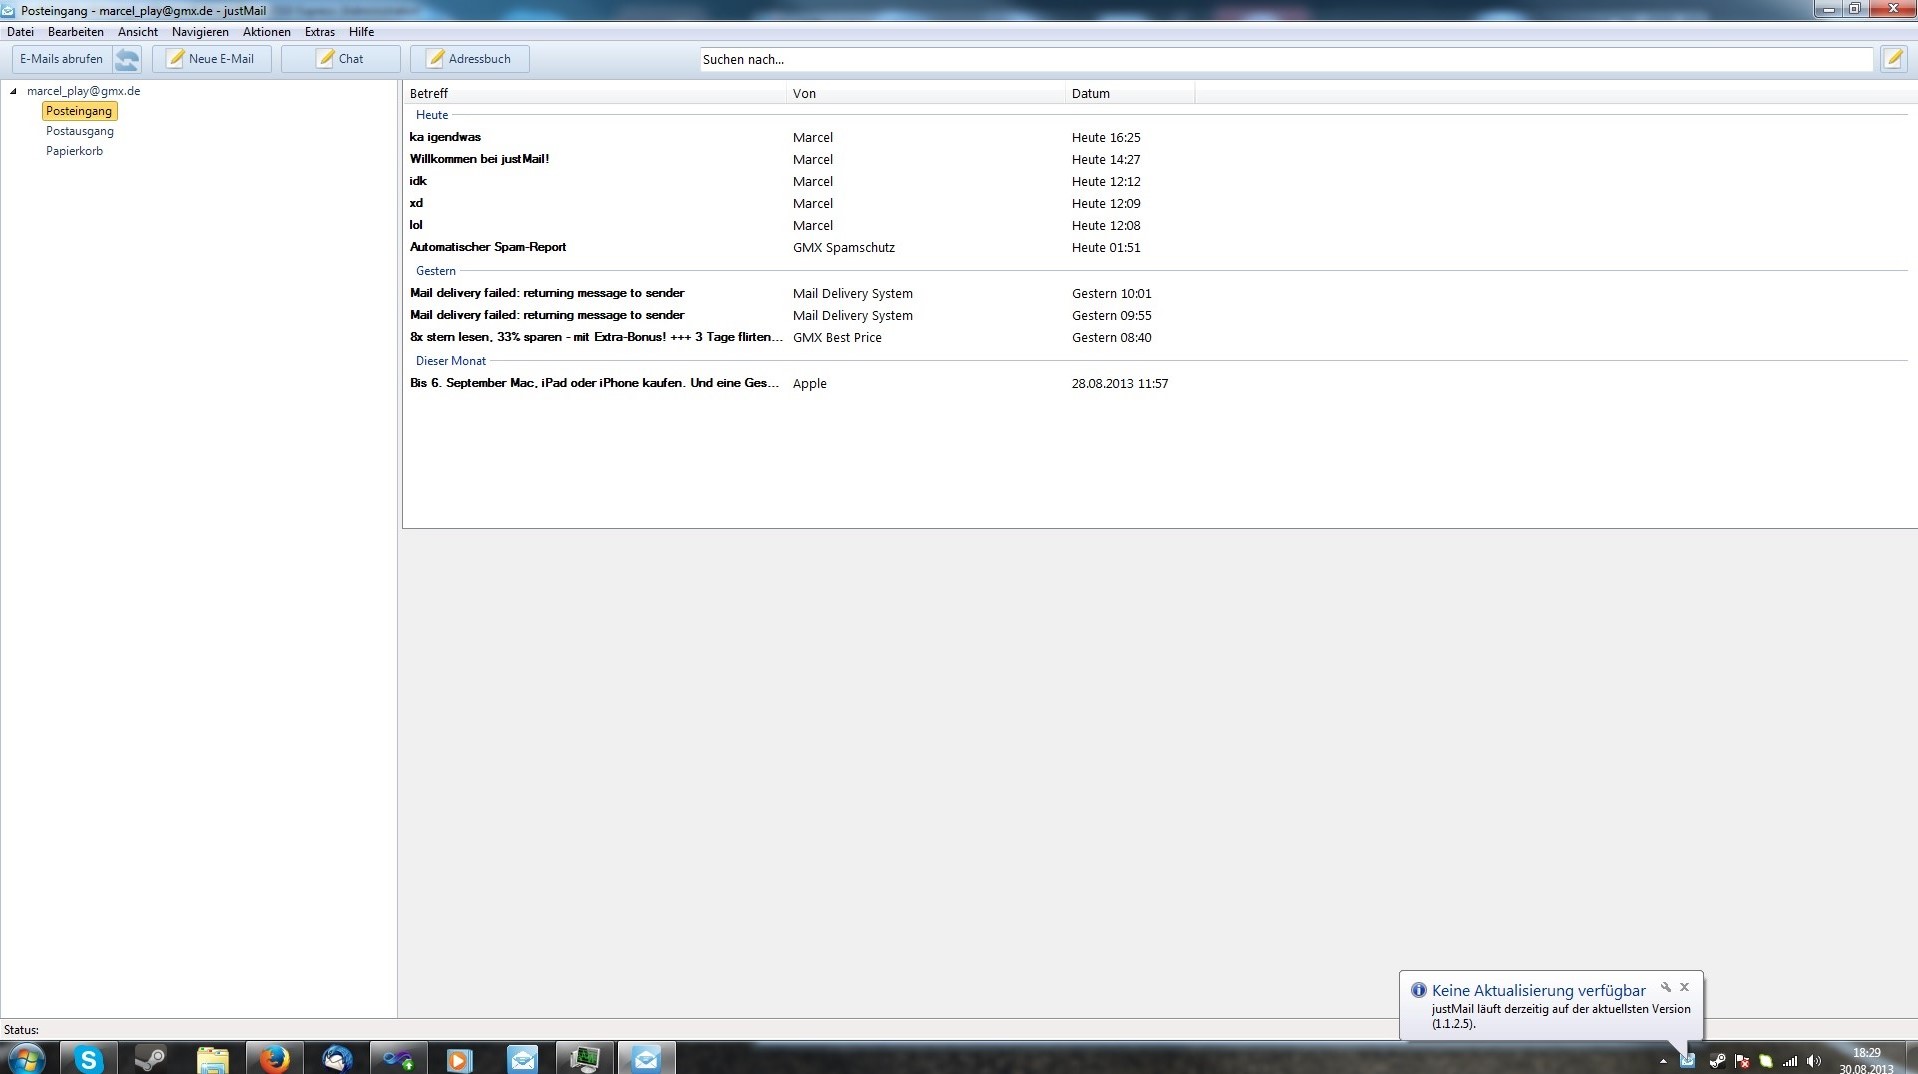 Posteingang - marcel_play@gmx.de - justMail
Datei Bearbeiten Ansicht Navigieren Aktionen Extras Hilfe
E-Mails abrufen Neue E-Mail Chat Adressbuch Suchen nach...
marcel_play@gmx.de
Posteingang
Postausgang
Papierkorb
Betreff Von Datum
Heute
ka igendwas Marcel Heute 16:25
Willkommen bei justMail! Marcel Heute 14:27
idk Marcel Heute 12:12
xd Marcel Heute 12:09
lol Marcel Heute 12:08
Automatischer Spam-Report GMX Spamschutz Heute 01:51
Gestern
Mail delivery failed: returning message to sender Mail Delivery System Gestern 10:01
Mail delivery failed: returning message to sender Mail Delivery System Gestern 09:55
8x stern lesen, 33% sparen - mit Extra-Bonus! +++ 3 Tage flirten... GMX Best Price Gestern 08:40
Dieser Monat
Bis 6. September Mac, iPad oder iPhone kaufen. Und eine Ges... Apple 28.08.2013 11:57
Keine Aktualisierung verfügbar
justMail läuft derzeitig auf der aktuellsten Version
(1.1.2.5).
Status:
18:29
30.08.2013